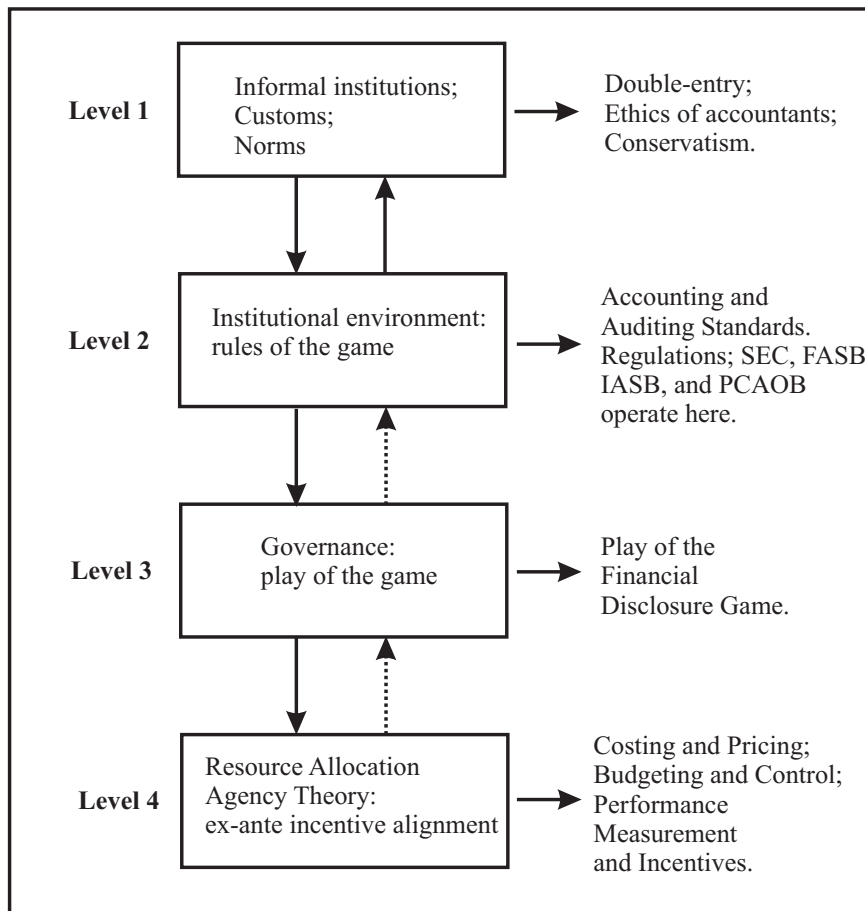 Level 1
Informal institutions;
Customs;
Norms
Double-entry;
Ethics of accountants;
Conservatism.
Level 2
Institutional environment:
rules of the game
Accounting and
Auditing Standards.
Regulations; SEC, FASB
IASB, and PCAOB
operate here.
Level 3
Governance:
play of the game
Play of the
Financial
Disclosure Game.
Level 4
Resource Allocation
Agency Theory:
ex-ante incentive alignment
Costing and Pricing;
Budgeting and Control;
Performance
Measurement
and Incentives.